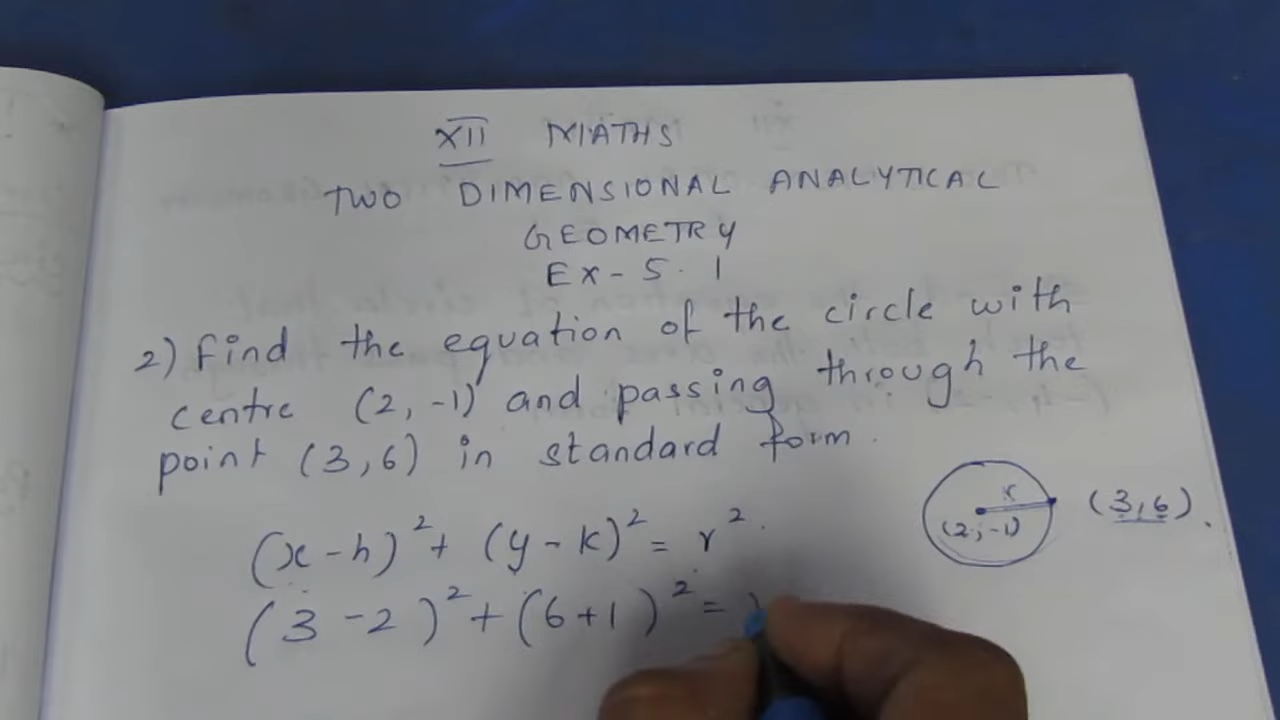 XII MATHS
TWO DIMENSIONAL ANALYTICAL
GEOMETRY
Ex - 5.1
2) Find the equation of the circle with
centre (2, -1) and passing through the
point (3, 6) in standard form.
(x - h)² + (y - k)² = r².
(3 - 2)² + (6 + 1)² =
r
(2, -1)
(3, 6).